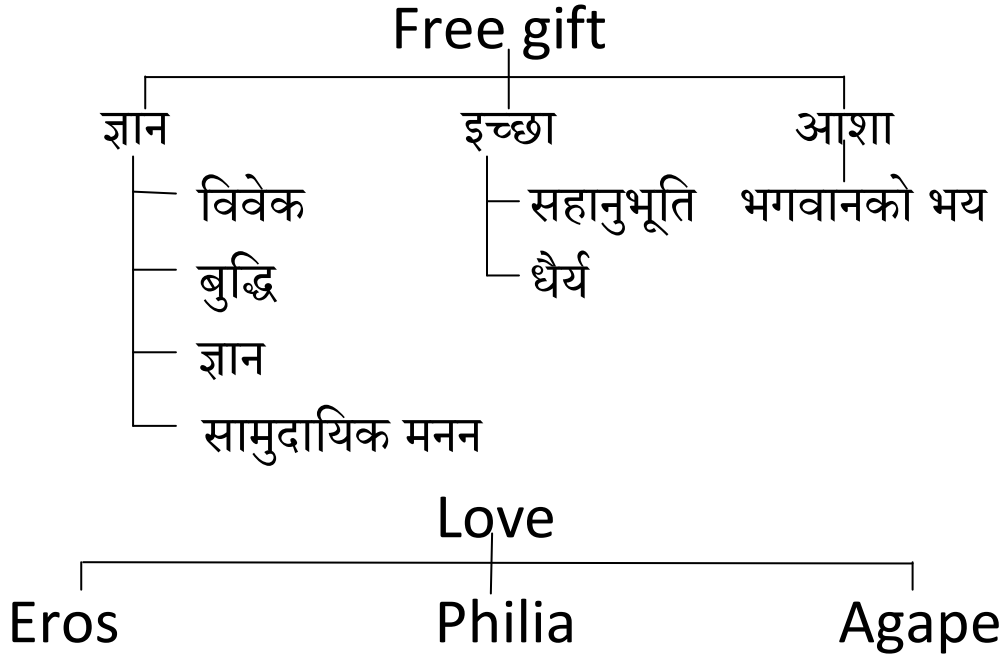 Free gift
ज्ञान इच्छा आशा
विवेक सहानुभूति भगवानको भय
बुद्धि धैर्य
ज्ञान
सामुदायिक मनन
Love
Eros Philia Agape